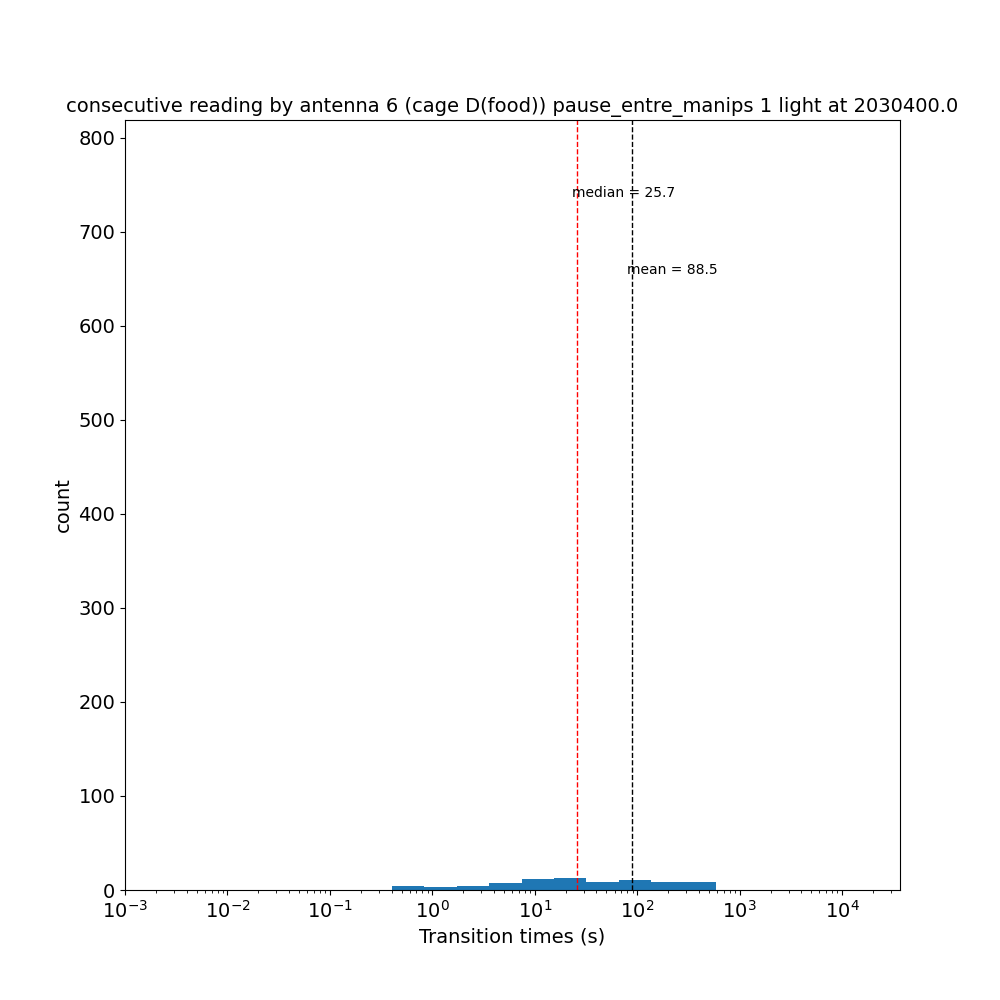 consecutive reading by antenna 6 (cage D(food)) pause_entre_manips 1 light at 2030400.0
800
median = 25.7
700
mean = 88.5
600
500
400
count
300
200
100
0
10⁻³ 10⁻² 10⁻¹ 10⁰ 10¹ 10² 10³ 10⁴
Transition times (s)